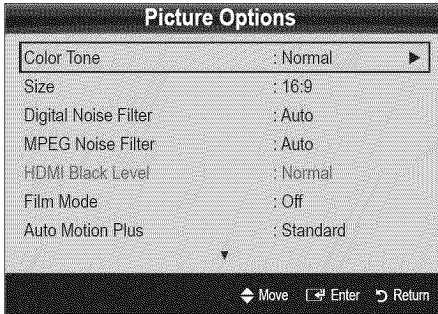 Picture Options
Color Tone : Normal ►
Size : 16:9
Digital Noise Filter : Auto
MPEG Noise Filter : Auto
HDMI Black Level : Normal
Film Mode : Off
Auto Motion Plus : Standard
▼
Move Enter Return